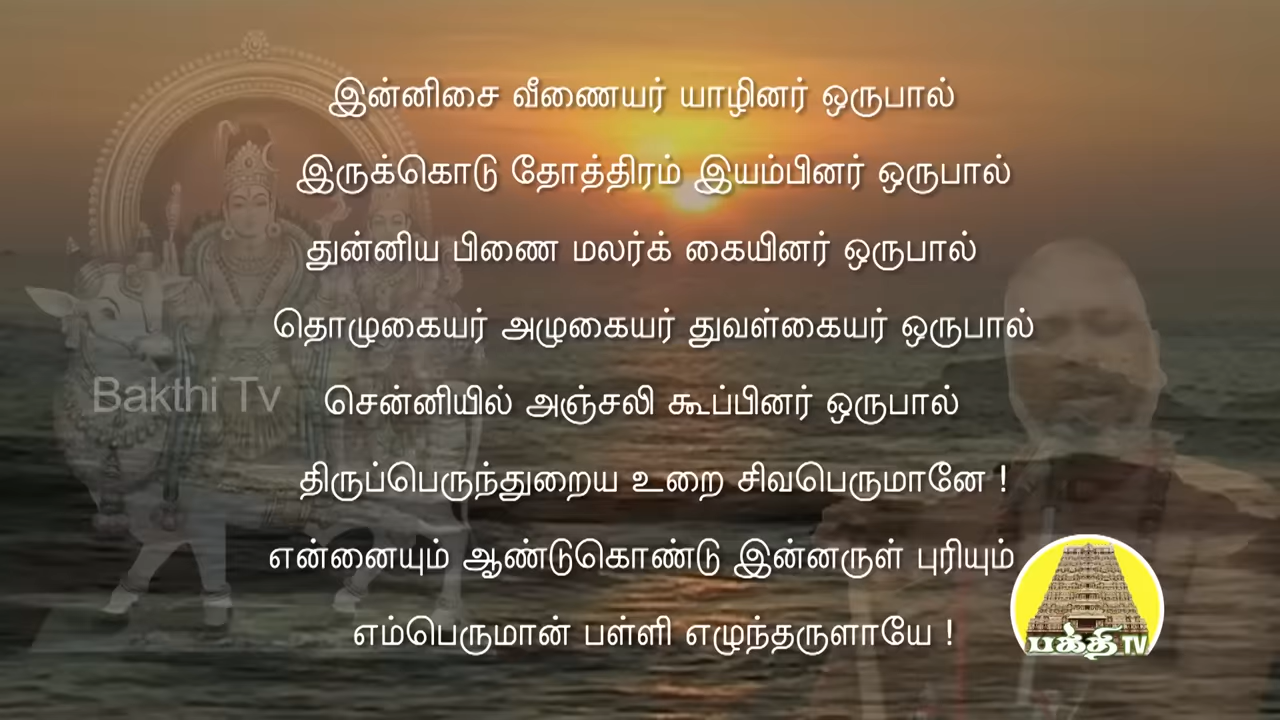 இன்னிசை வீணையர் யாழினர் ஒருபால்
இருக்கொடு தோத்திரம் இயம்பினர் ஒருபால்
துன்னிய பிணை மலர்க் கையினர் ஒருபால்
தொழுகையர் அழுகையர் துவள்கையர் ஒருபால்
Bakthi Tv
சென்னியில் அஞ்சலி கூப்பினர் ஒருபால்
திருப்பெருந்துறைய உறை சிவபெருமானே !
என்னையும் ஆண்டுகொண்டு இன்னருள் புரியும்
எம்பெருமான் பள்ளி எழுந்தருளாயே !
பக்தி TV